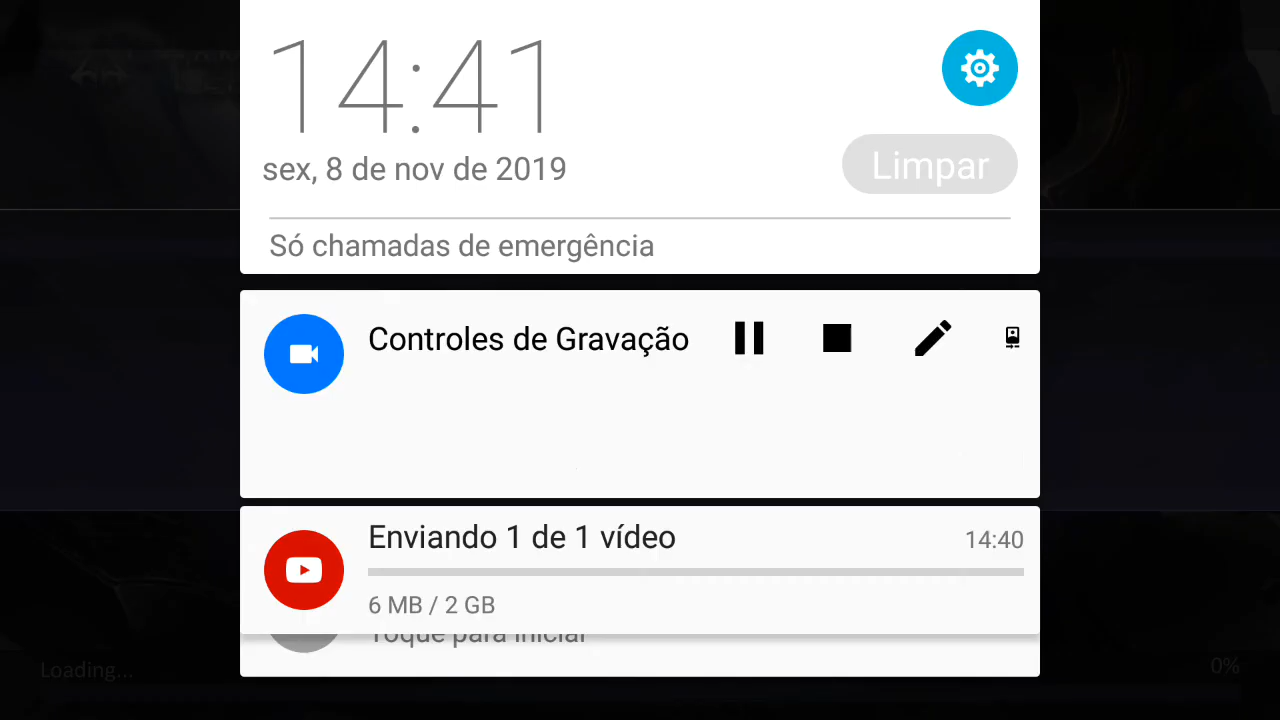 14:41
sex, 8 de nov de 2019
Limpar
Só chamadas de emergência
Controles de Gravação
Enviando 1 de 1 vídeo
14:40
6 MB / 2 GB
Toque para iniciar
Loading...
0%